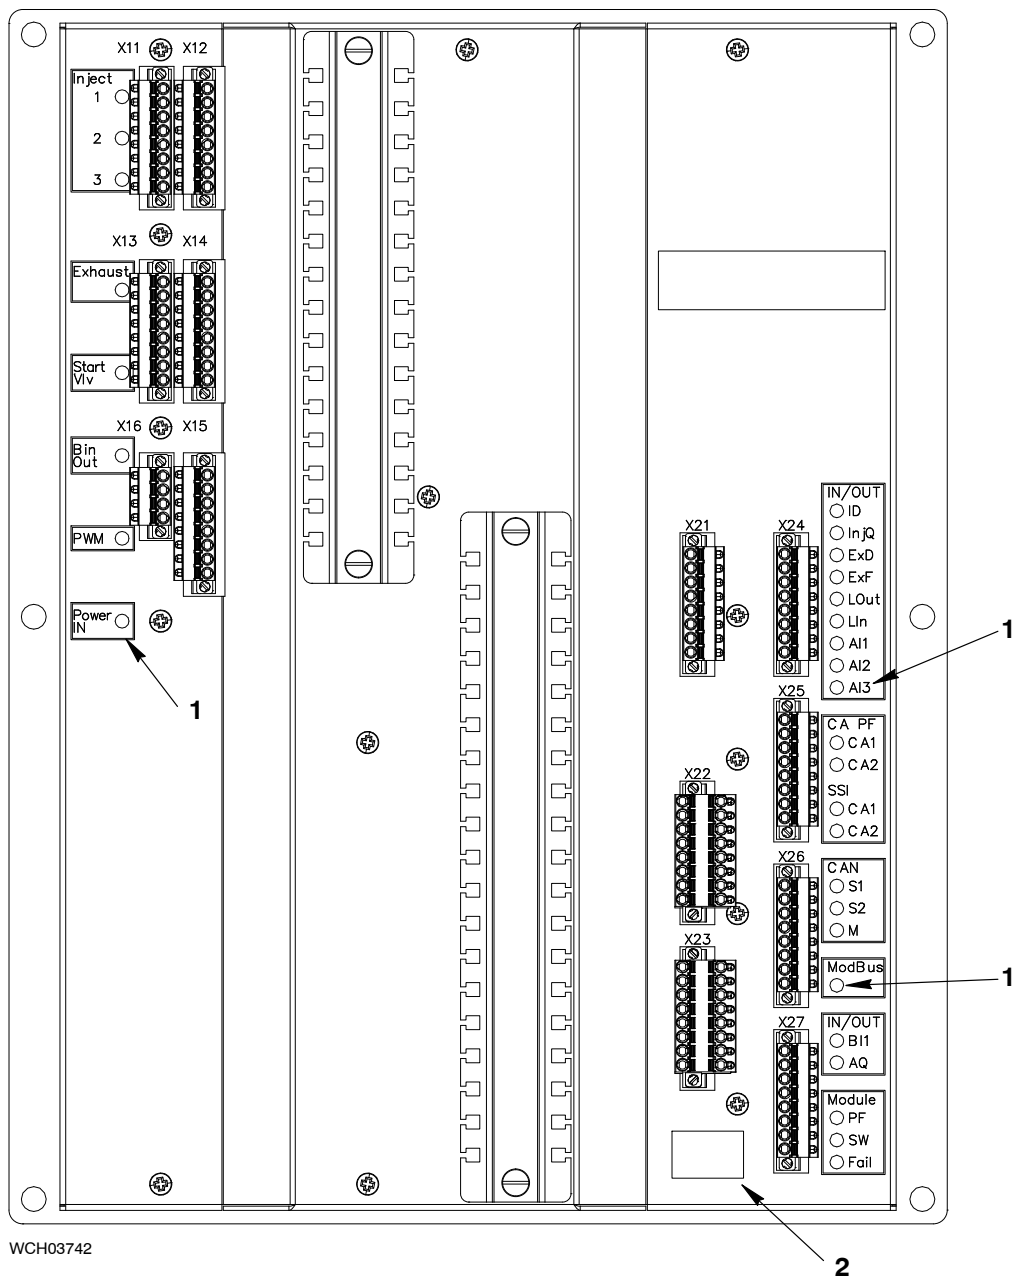 X11 X12
Inject
1
2
3
X13 X14
Exhaust
Start
Vlv
X16 X15
Bin
Out
PWM
Power
IN
1
X21 X24
IN/OUT
ID
InjQ
ExD
ExF
LOut
LIn
AI1
AI2
AI3
1
X25
CA PF
CA1
CA2
SSI
CA1
CA2
X22
X26
CAN
S1
S2
M
X23
ModBus
1
X27
IN/OUT
BI1
AQ
Module
PF
SW
Fail
2
WCH03742